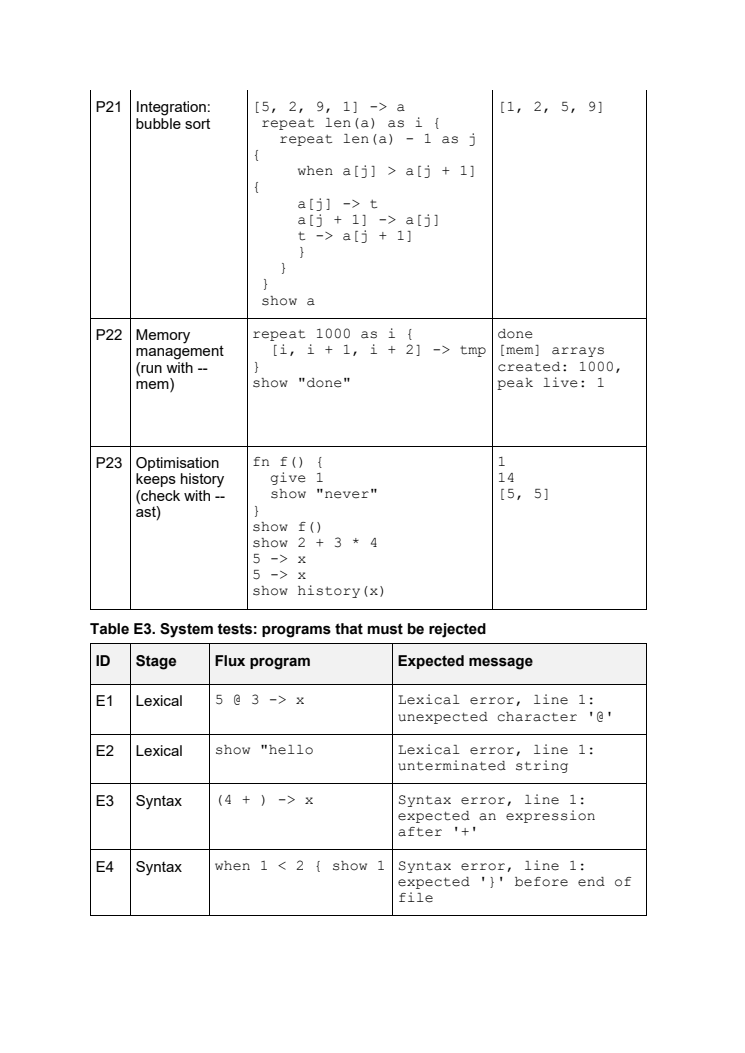 P21 Integration: [5, 2, 9, 1] -> a [1, 2, 5, 9]
bubble sort repeat len(a) as i {
repeat len(a) - 1 as j
{
when a[j] > a[j + 1]
{
a[j] -> t
a[j + 1] -> a[j]
t -> a[j + 1]
}
}
}
show a
P22 Memory repeat 1000 as i { done
management [i, i + 1, i + 2] -> tmp [mem] arrays
(run with -- } created: 1000,
mem) show "done" peak live: 1
P23 Optimisation fn f() { 1
keeps history give 1 14
(check with -- show "never" [5, 5]
ast) }
show f()
show 2 + 3 * 4
5 -> x
5 -> x
show history(x)
Table E3. System tests: programs that must be rejected
ID Stage Flux program Expected message
E1 Lexical 5 @ 3 -> x Lexical error, line 1:
unexpected character '@'
E2 Lexical show "hello Lexical error, line 1:
unterminated string
E3 Syntax (4 + ) -> x Syntax error, line 1:
expected an expression
after '+'
E4 Syntax when 1 < 2 { show 1 Syntax error, line 1:
expected '}' before end of
file